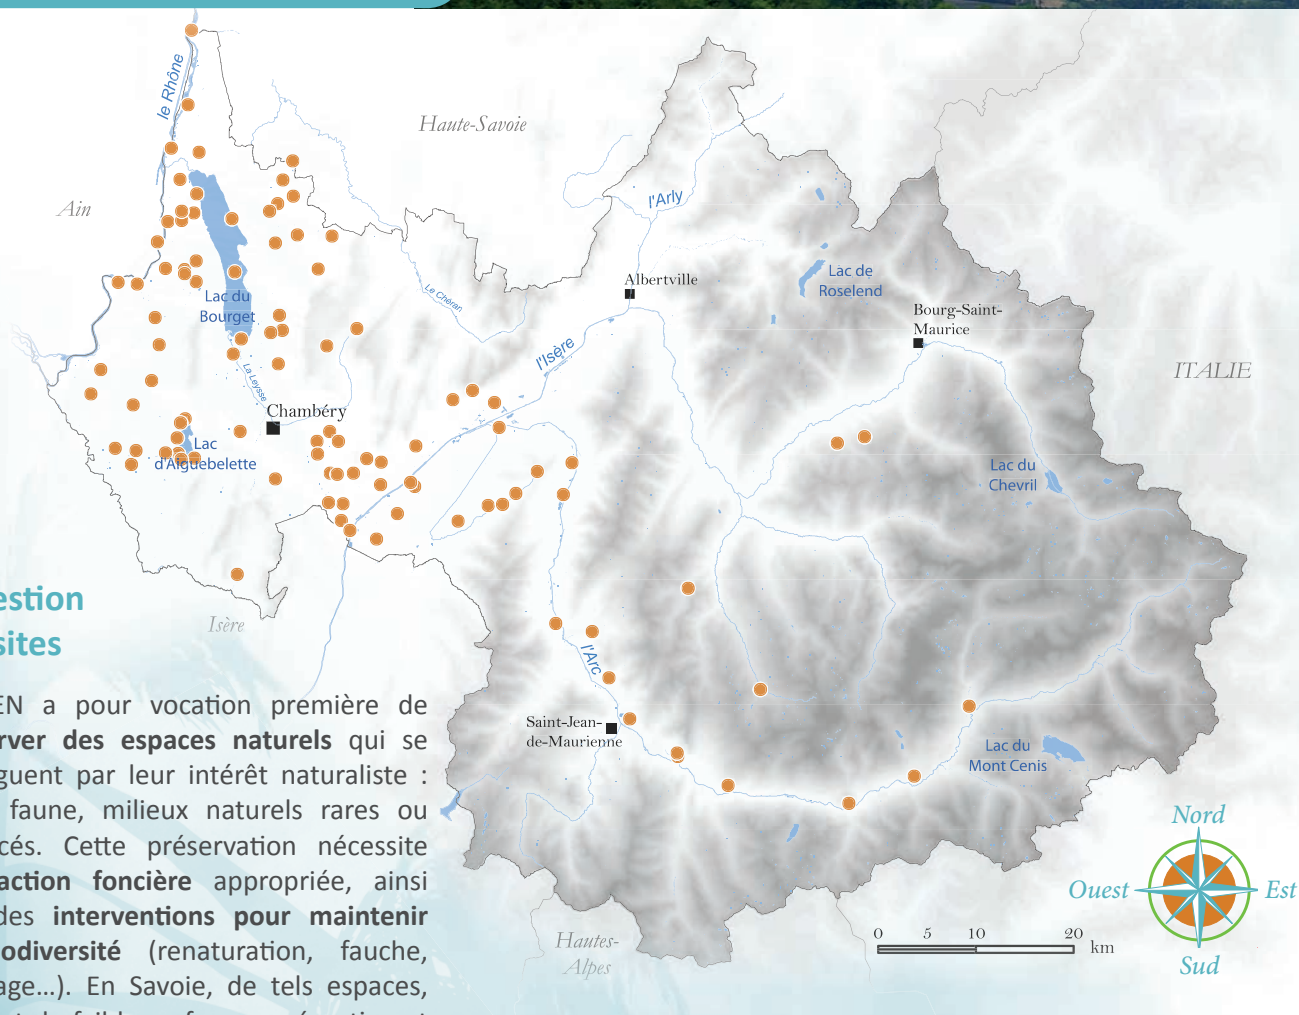 le Rhône
Haute-Savoie
Ain
l'Arly
Albertville
Lac de
Roselend
Bourg-Saint-
Maurice
Le Chéran
Lac du
Bourget
l'Isère
ITALIE
La Leysse
Chambéry
Lac
d'Aiguebelette
Lac du
Chevril
estion
sites
Isère
l'Arc
EN a pour vocation première de
rver des espaces naturels qui se
guent par leur intérêt naturaliste :
faune, milieux naturels rares ou
cés. Cette préservation nécessite
action foncière appropriée, ainsi
des interventions pour maintenir
odiversité (renaturation, fauche,
age…). En Savoie, de tels espaces,
Saint-Jean-
de-Maurienne
Lac du
Mont Cenis
Nord
Ouest
Est
Sud
0 5 10 20
km
Hautes-
Alpes